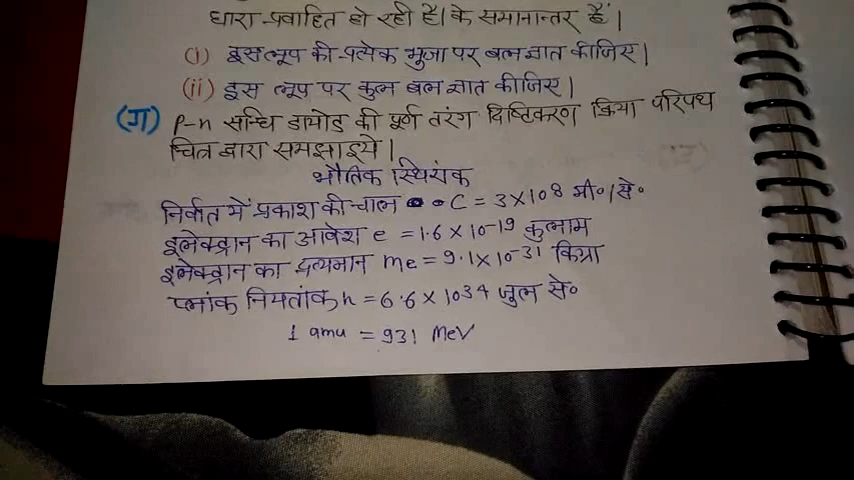 धारा प्रवाहित हो रही है। के समानान्तर है।
(i) इस लूप की प्रत्येक भुजा पर बल ज्ञात कीजिए।
(ii) इस लूप पर कुल बल ज्ञात कीजिए।
(ग) P-n सन्धि डायोड की पूर्ण तरंग दिष्टिकरण क्रिया परिपथ
चित्र द्वारा समझाइये।
भौतिक स्थिरांक
निर्वात में प्रकाश की चाल C = 3×108 मी०/से०
इलेक्ट्रान का आवेश e = 1.6×10-19 कुलाम
इलेक्ट्रान का द्रव्यमान me = 9.1×10-31 किग्रा
प्लांक नियतांक h = 6.6×1034 जुल से०
1 amu = 931 MeV